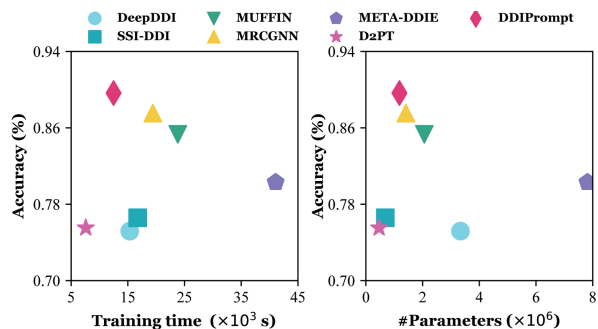 DeepDDI MUFFIN META-DDIE DDIPrompt
SSI-DDI MRCGNN D2PT
Accuracy (%)
0.94
0.86
0.78
0.70
5 15 25 35 45
Training time (×10³ s)
Accuracy (%)
0.94
0.86
0.78
0.70
0 2 4 6 8
#Parameters (×10⁶)